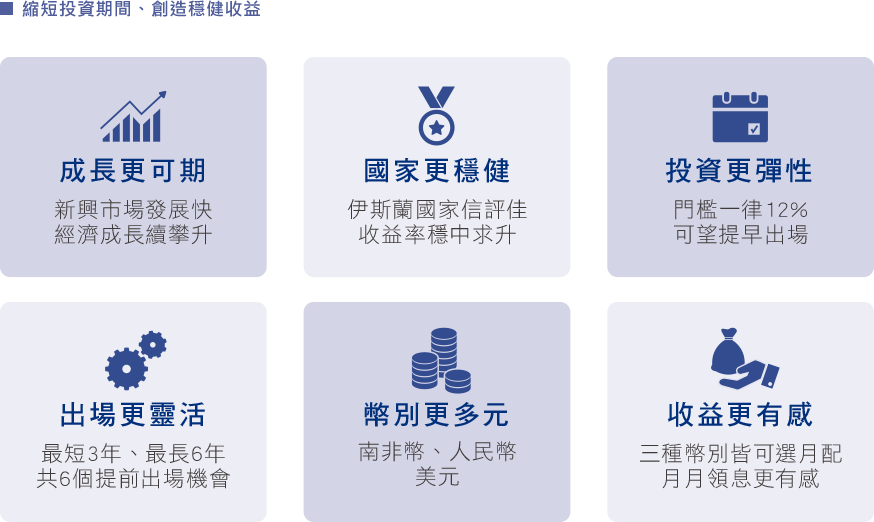 縮短投資期間、創造穩健收益
成長更可期
新興市場發展快
經濟成長續攀升
國家更穩健
伊斯蘭國家信評佳
收益率穩中求升
投資更彈性
門檻一律12%
可望提早出場
出場更靈活
最短3年、最長6年
共6個提前出場機會
幣別更多元
南非幣、人民幣
美元
收益更有感
三種幣別皆可選月配
月月領息更有感